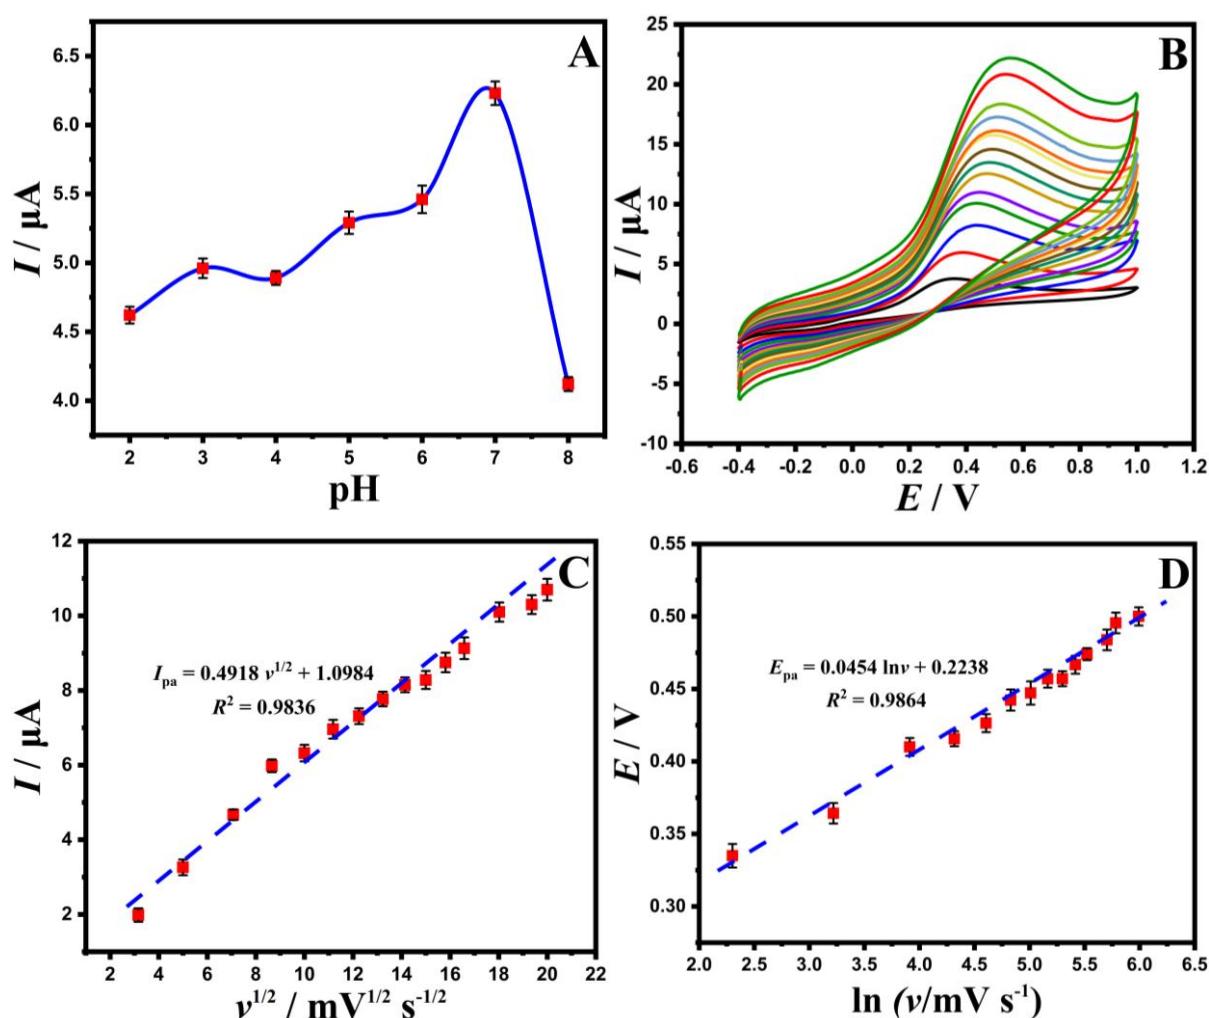 A
6.5
6.0
5.5
5.0
4.5
4.0
I / µA
2 3 4 5 6 7 8
pH
B
25
20
15
10
5
0
-5
-10
I / µA
-0.6 -0.4 -0.2 0.0 0.2 0.4 0.6 0.8 1.0 1.2
E / V
C
12
10
8
6
4
2
I / µA
Ipa = 0.4918 ν1/2 + 1.0984
R2 = 0.9836
2 4 6 8 10 12 14 16 18 20 22
ν1/2 / mV1/2 s-1/2
D
0.55
0.50
0.45
0.40
0.35
0.30
E / V
Epa = 0.0454 lnν + 0.2238
R2 = 0.9864
2.0 2.5 3.0 3.5 4.0 4.5 5.0 5.5 6.0 6.5
ln (ν/mV s-1)